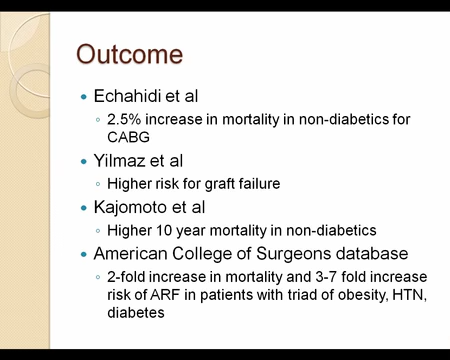 Outcome
Echahidi et al
2.5% increase in mortality in non-diabetics for
CABG
Yilmaz et al
Higher risk for graft failure
Kajomoto et al
Higher 10 year mortality in non-diabetics
American College of Surgeons database
2-fold increase in mortality and 3-7 fold increase
risk of ARF in patients with triad of obesity, HTN,
diabetes